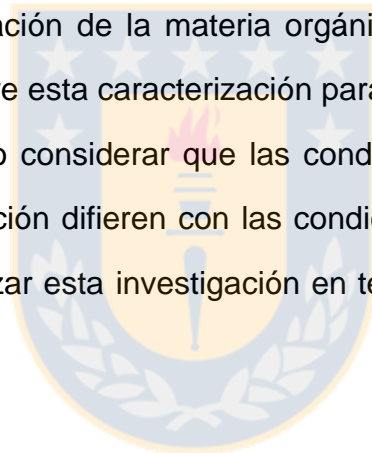 ación de la materia orgáni
e esta caracterización para
o considerar que las cond
ción difieren con las condic
zar esta investigación en te